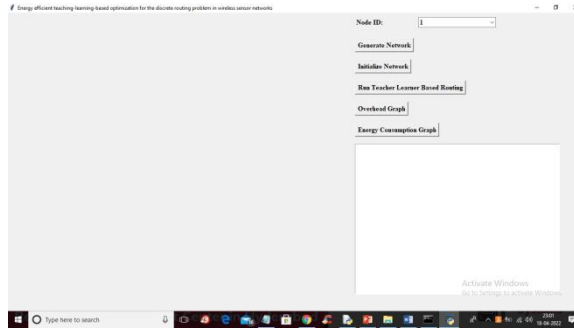 Energy efficient teaching-learning-based optimization for the discrete routing problem in wireless sensor networks
Node ID:
1
Generate Network
Initialize Network
Run Teacher Learner Based Routing
Overhead Graph
Energy Consumption Graph
Activate Windows
Go to Settings to activate Windows.
Type here to search
23:01
18-04-2022